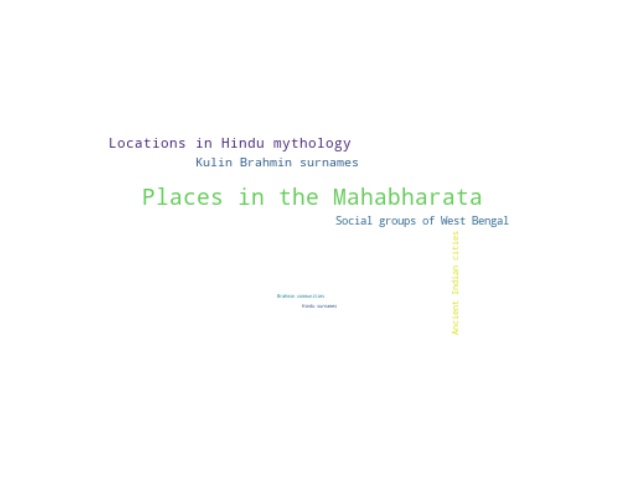 Locations in Hindu mythology
Kulin Brahmin surnames
Places in the Mahabharata
Social groups of West Bengal
Ancient Indian cities
Brahmin communities
Hindu surnames